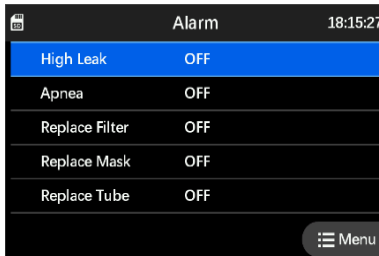 Alarm 18:15:27
High Leak OFF
Apnea OFF
Replace Filter OFF
Replace Mask OFF
Replace Tube OFF
Menu